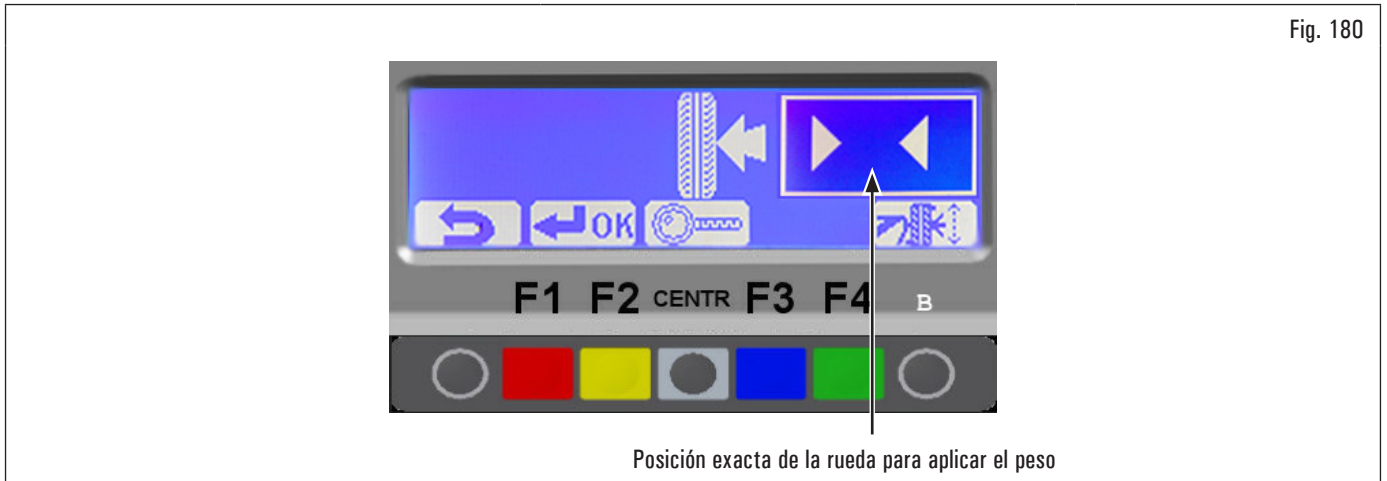 Fig. 180
OK
F1 F2 CENTR F3 F4 B
Posición exacta de la rueda para aplicar el peso